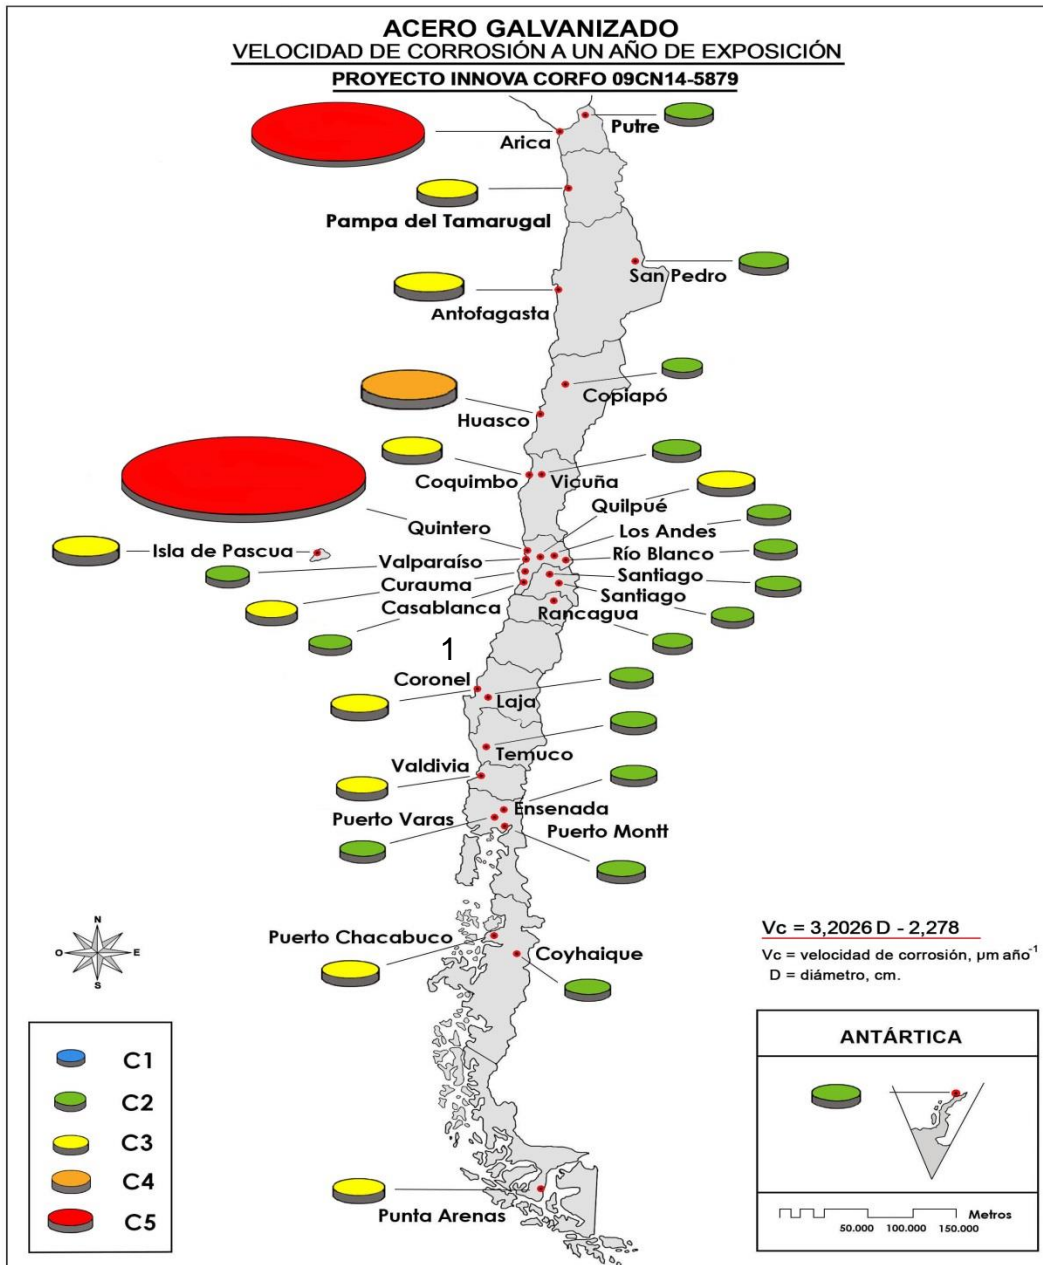 ACERO GALVANIZADO
VELOCIDAD DE CORROSIÓN A UN AÑO DE EXPOSICIÓN
PROYECTO INNOVA CORFO 09CN14-5879
Putre
Arica
Pampa del Tamarugal
San Pedro
Antofagasta
Copiapó
Huasco
Coquimbo
Vicuña
Quilpué
Quintero
Los Andes
Isla de Pascua
Valparaíso
Río Blanco
Curauma
Santiago
Casablanca
Santiago
Rancagua
1
Coronel
Laja
Temuco
Valdivia
Ensenada
Puerto Varas
Puerto Montt
Puerto Chacabuco
Coyhaique
Punta Arenas
N
O
E
S
Vc = 3,2026 D - 2,278
Vc = velocidad de corrosión, µm año⁻¹
D = diámetro, cm.
C1
C2
C3
C4
C5
ANTÁRTICA
Metros
50.000 100.000 150.000